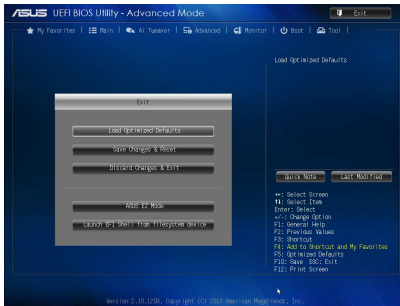 ASUS UEFI BIOS Utility - Advanced Mode
Exit
My Favorites | Main | Ai Tweaker | Advanced | Monitor | Boot | Tool |
Load Optimized Defaults
Exit
Load Optimized Defaults
Save Changes & Reset
Discard Changes & Exit
ASUS EZ Mode
Launch EFI Shell from filesystem device
Quick Note
Last Modified
→←: Select Screen
↑↓: Select Item
Enter: Select
+/-: Change Option
F1: General Help
F2: Previous Values
F3: Shortcut
F4: Add to Shortcut and My Favorites
F5: Optimized Defaults
F10: Save ESC: Exit
F12: Print Screen
Version 2.10.1208. Copyright (C) 2013 American Megatrends, Inc.